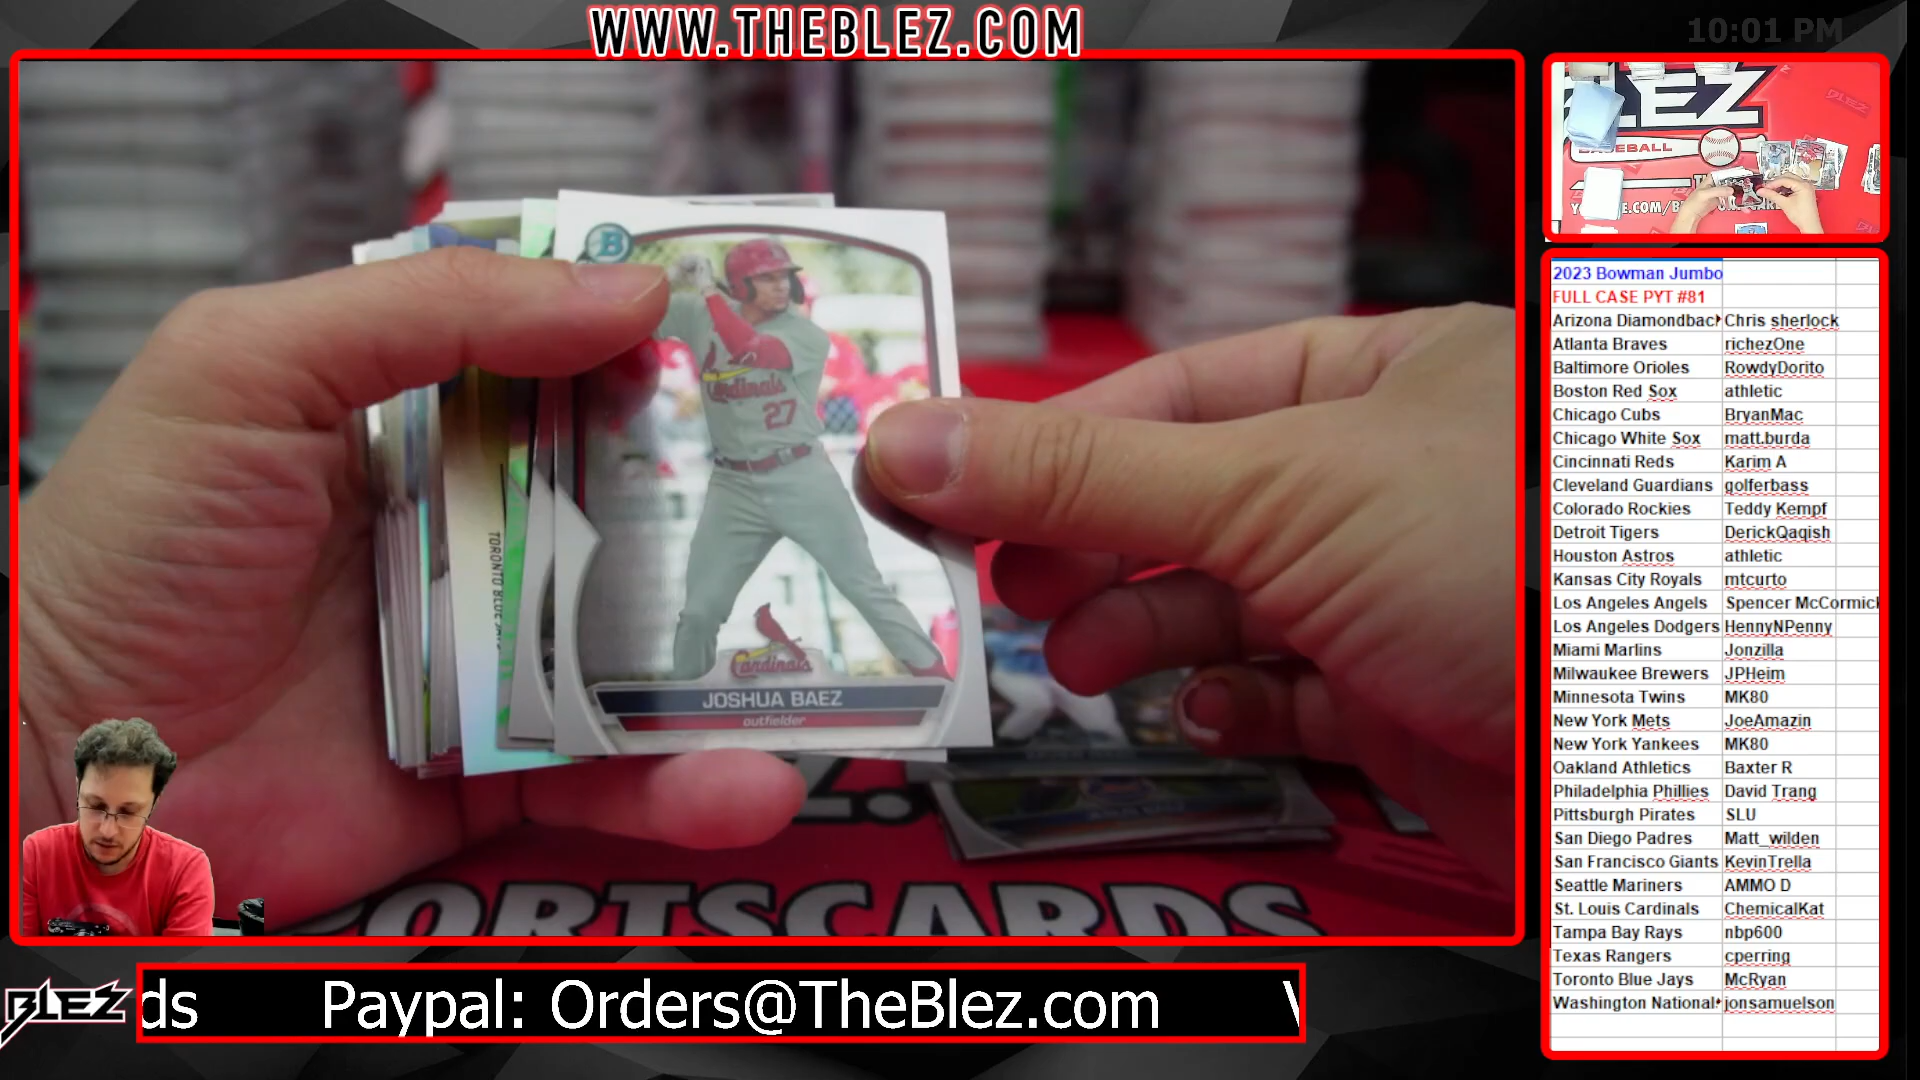 WWW.THEBLEZ.COM
10:01 PM
B
Cardinals
27
Cardinals
JOSHUA BAEZ
outfielder
TORONTO BLUE JAYS
ORTSCARDS
BLEZ
BASEBALL
2023 Bowman Jumbo
FULL CASE PYT #81
Arizona Diamondbac Chris sherlock
Atlanta Braves richezOne
Baltimore Orioles RowdyDorito
Boston Red Sox athletic
Chicago Cubs BryanMac
Chicago White Sox matt.burda
Cincinnati Reds Karim A
Cleveland Guardians golferbass
Colorado Rockies Teddy Kempf
Detroit Tigers DerickQaqish
Houston Astros athletic
Kansas City Royals mtcurto
Los Angeles Angels Spencer McCormick
Los Angeles Dodgers HennyNPenny
Miami Marlins Jonzilla
Milwaukee Brewers JPHeim
Minnesota Twins MK80
New York Mets JoeAmazin
New York Yankees MK80
Oakland Athletics Baxter R
Philadelphia Phillies David Trang
Pittsburgh Pirates SLU
San Diego Padres Matt_wilden
San Francisco Giants KevinTrella
Seattle Mariners AMMO D
St. Louis Cardinals ChemicalKat
Tampa Bay Rays nbp600
Texas Rangers cperring
Toronto Blue Jays McRyan
Washington National jonsamuelson
BLEZ
ds Paypal: Orders@TheBlez.com